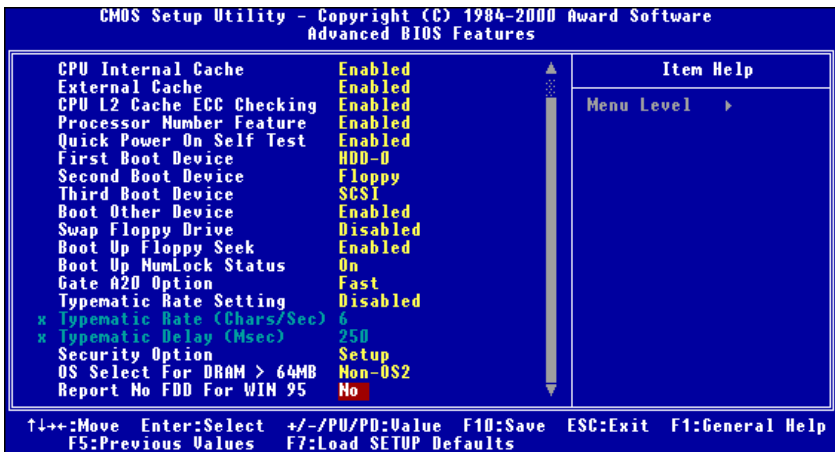 CMOS Setup Utility - Copyright (C) 1984-2000 Award Software
Advanced BIOS Features
CPU Internal Cache Enabled
External Cache Enabled
CPU L2 Cache ECC Checking Enabled
Processor Number Feature Enabled
Quick Power On Self Test Enabled
First Boot Device HDD-0
Second Boot Device Floppy
Third Boot Device SCSI
Boot Other Device Enabled
Swap Floppy Drive Disabled
Boot Up Floppy Seek Enabled
Boot Up NumLock Status On
Gate A20 Option Fast
Typematic Rate Setting Disabled
x Typematic Rate (Chars/Sec) 6
x Typematic Delay (Msec) 250
Security Option Setup
OS Select For DRAM > 64MB Non-OS2
Report No FDD For WIN 95 No
Item Help
Menu Level ▸
↑↓→←:Move Enter:Select +/-/PU/PD:Value F10:Save ESC:Exit F1:General Help
F5:Previous Values F7:Load SETUP Defaults